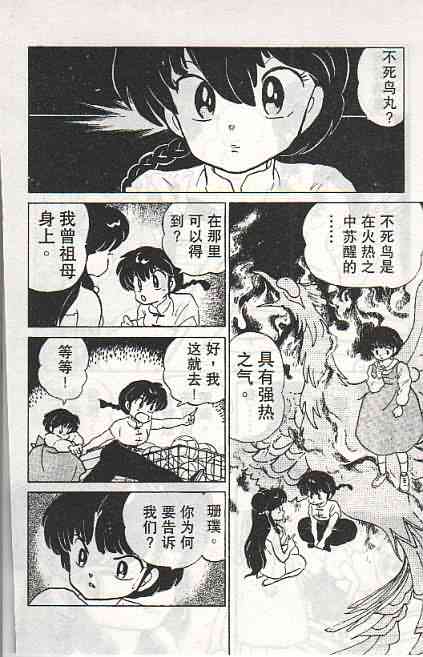 不死鸟丸？
不死鸟是
在火热之
中苏醒的
……
具有强热
之气。
在那里
可以得
到？
我曾祖母
身上。
好，我
这就去！
等等！
珊璞。
你为何
要告诉
我们？